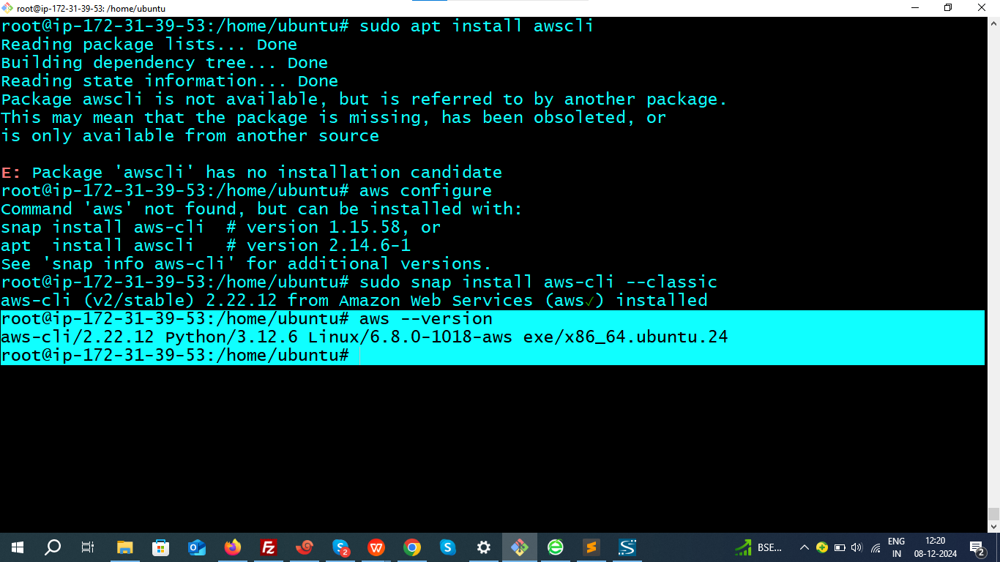 root@ip-172-31-39-53: /home/ubuntu
root@ip-172-31-39-53:/home/ubuntu# sudo apt install awscli
Reading package lists... Done
Building dependency tree... Done
Reading state information... Done
Package awscli is not available, but is referred to by another package.
This may mean that the package is missing, has been obsoleted, or
is only available from another source
E: Package 'awscli' has no installation candidate
root@ip-172-31-39-53:/home/ubuntu# aws configure
Command 'aws' not found, but can be installed with:
snap install aws-cli  # version 1.15.58, or
apt  install awscli   # version 2.14.6-1
See 'snap info aws-cli' for additional versions.
root@ip-172-31-39-53:/home/ubuntu# sudo snap install aws-cli --classic
aws-cli (v2/stable) 2.22.12 from Amazon Web Services (aws✓) installed
root@ip-172-31-39-53:/home/ubuntu# aws --version
aws-cli/2.22.12 Python/3.12.6 Linux/6.8.0-1018-aws exe/x86_64.ubuntu.24
root@ip-172-31-39-53:/home/ubuntu#
BSE...
ENG
IN
12:20
08-12-2024
2
2